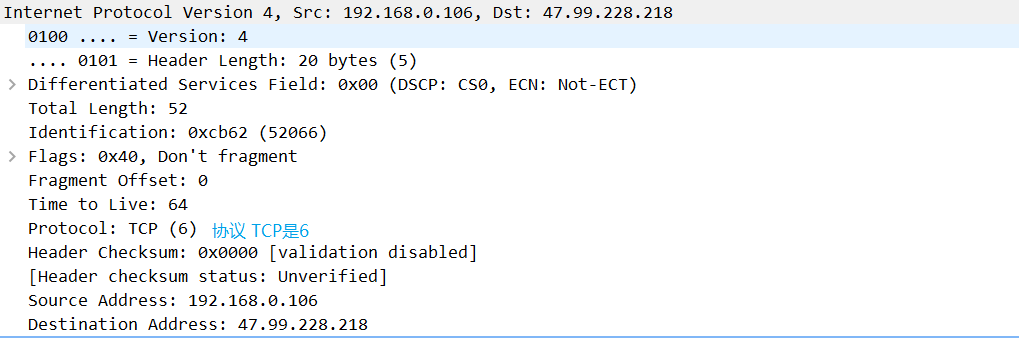 Internet Protocol Version 4, Src: 192.168.0.106, Dst: 47.99.228.218
0100 .... = Version: 4
.... 0101 = Header Length: 20 bytes (5)
Differentiated Services Field: 0x00 (DSCP: CS0, ECN: Not-ECT)
Total Length: 52
Identification: 0xcb62 (52066)
Flags: 0x40, Don't fragment
Fragment Offset: 0
Time to Live: 64
Protocol: TCP (6) 协议 TCP是6
Header Checksum: 0x0000 [validation disabled]
[Header checksum status: Unverified]
Source Address: 192.168.0.106
Destination Address: 47.99.228.218